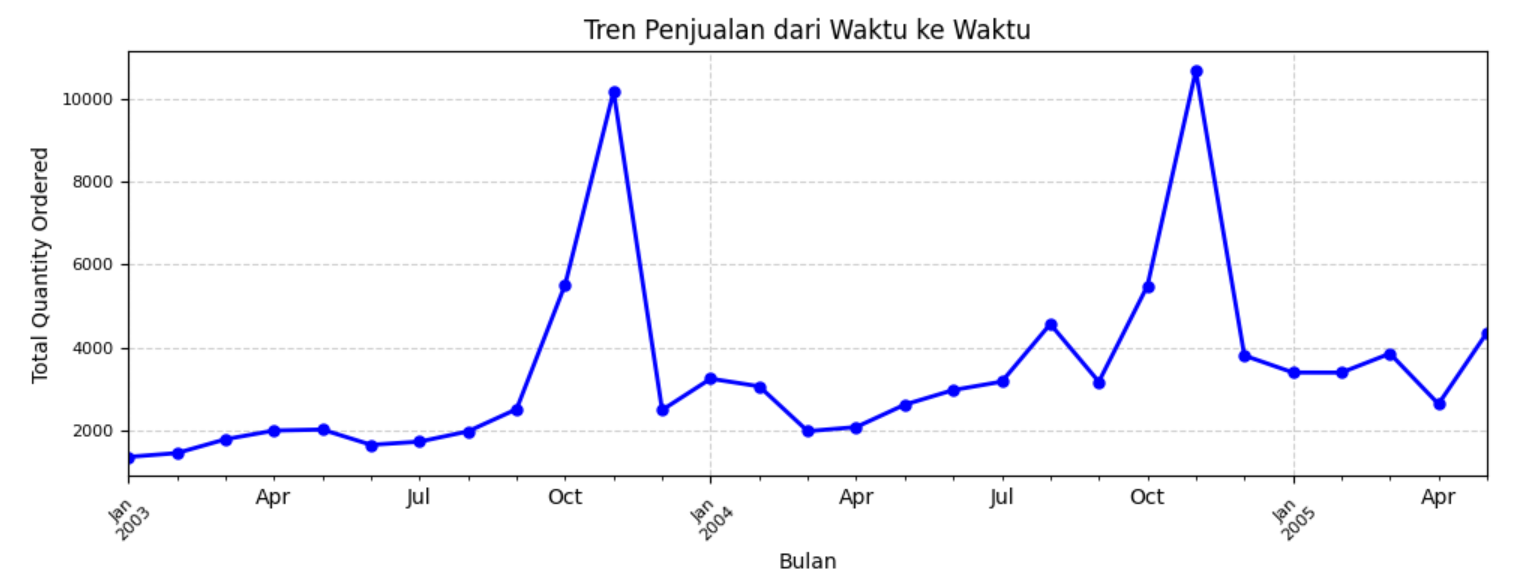 Tren Penjualan dari Waktu ke Waktu
Total Quantity Ordered
10000
8000
6000
4000
2000
Jan
2003
Apr
Jul
Oct
Jan
2004
Apr
Jul
Oct
Jan
2005
Apr
Bulan